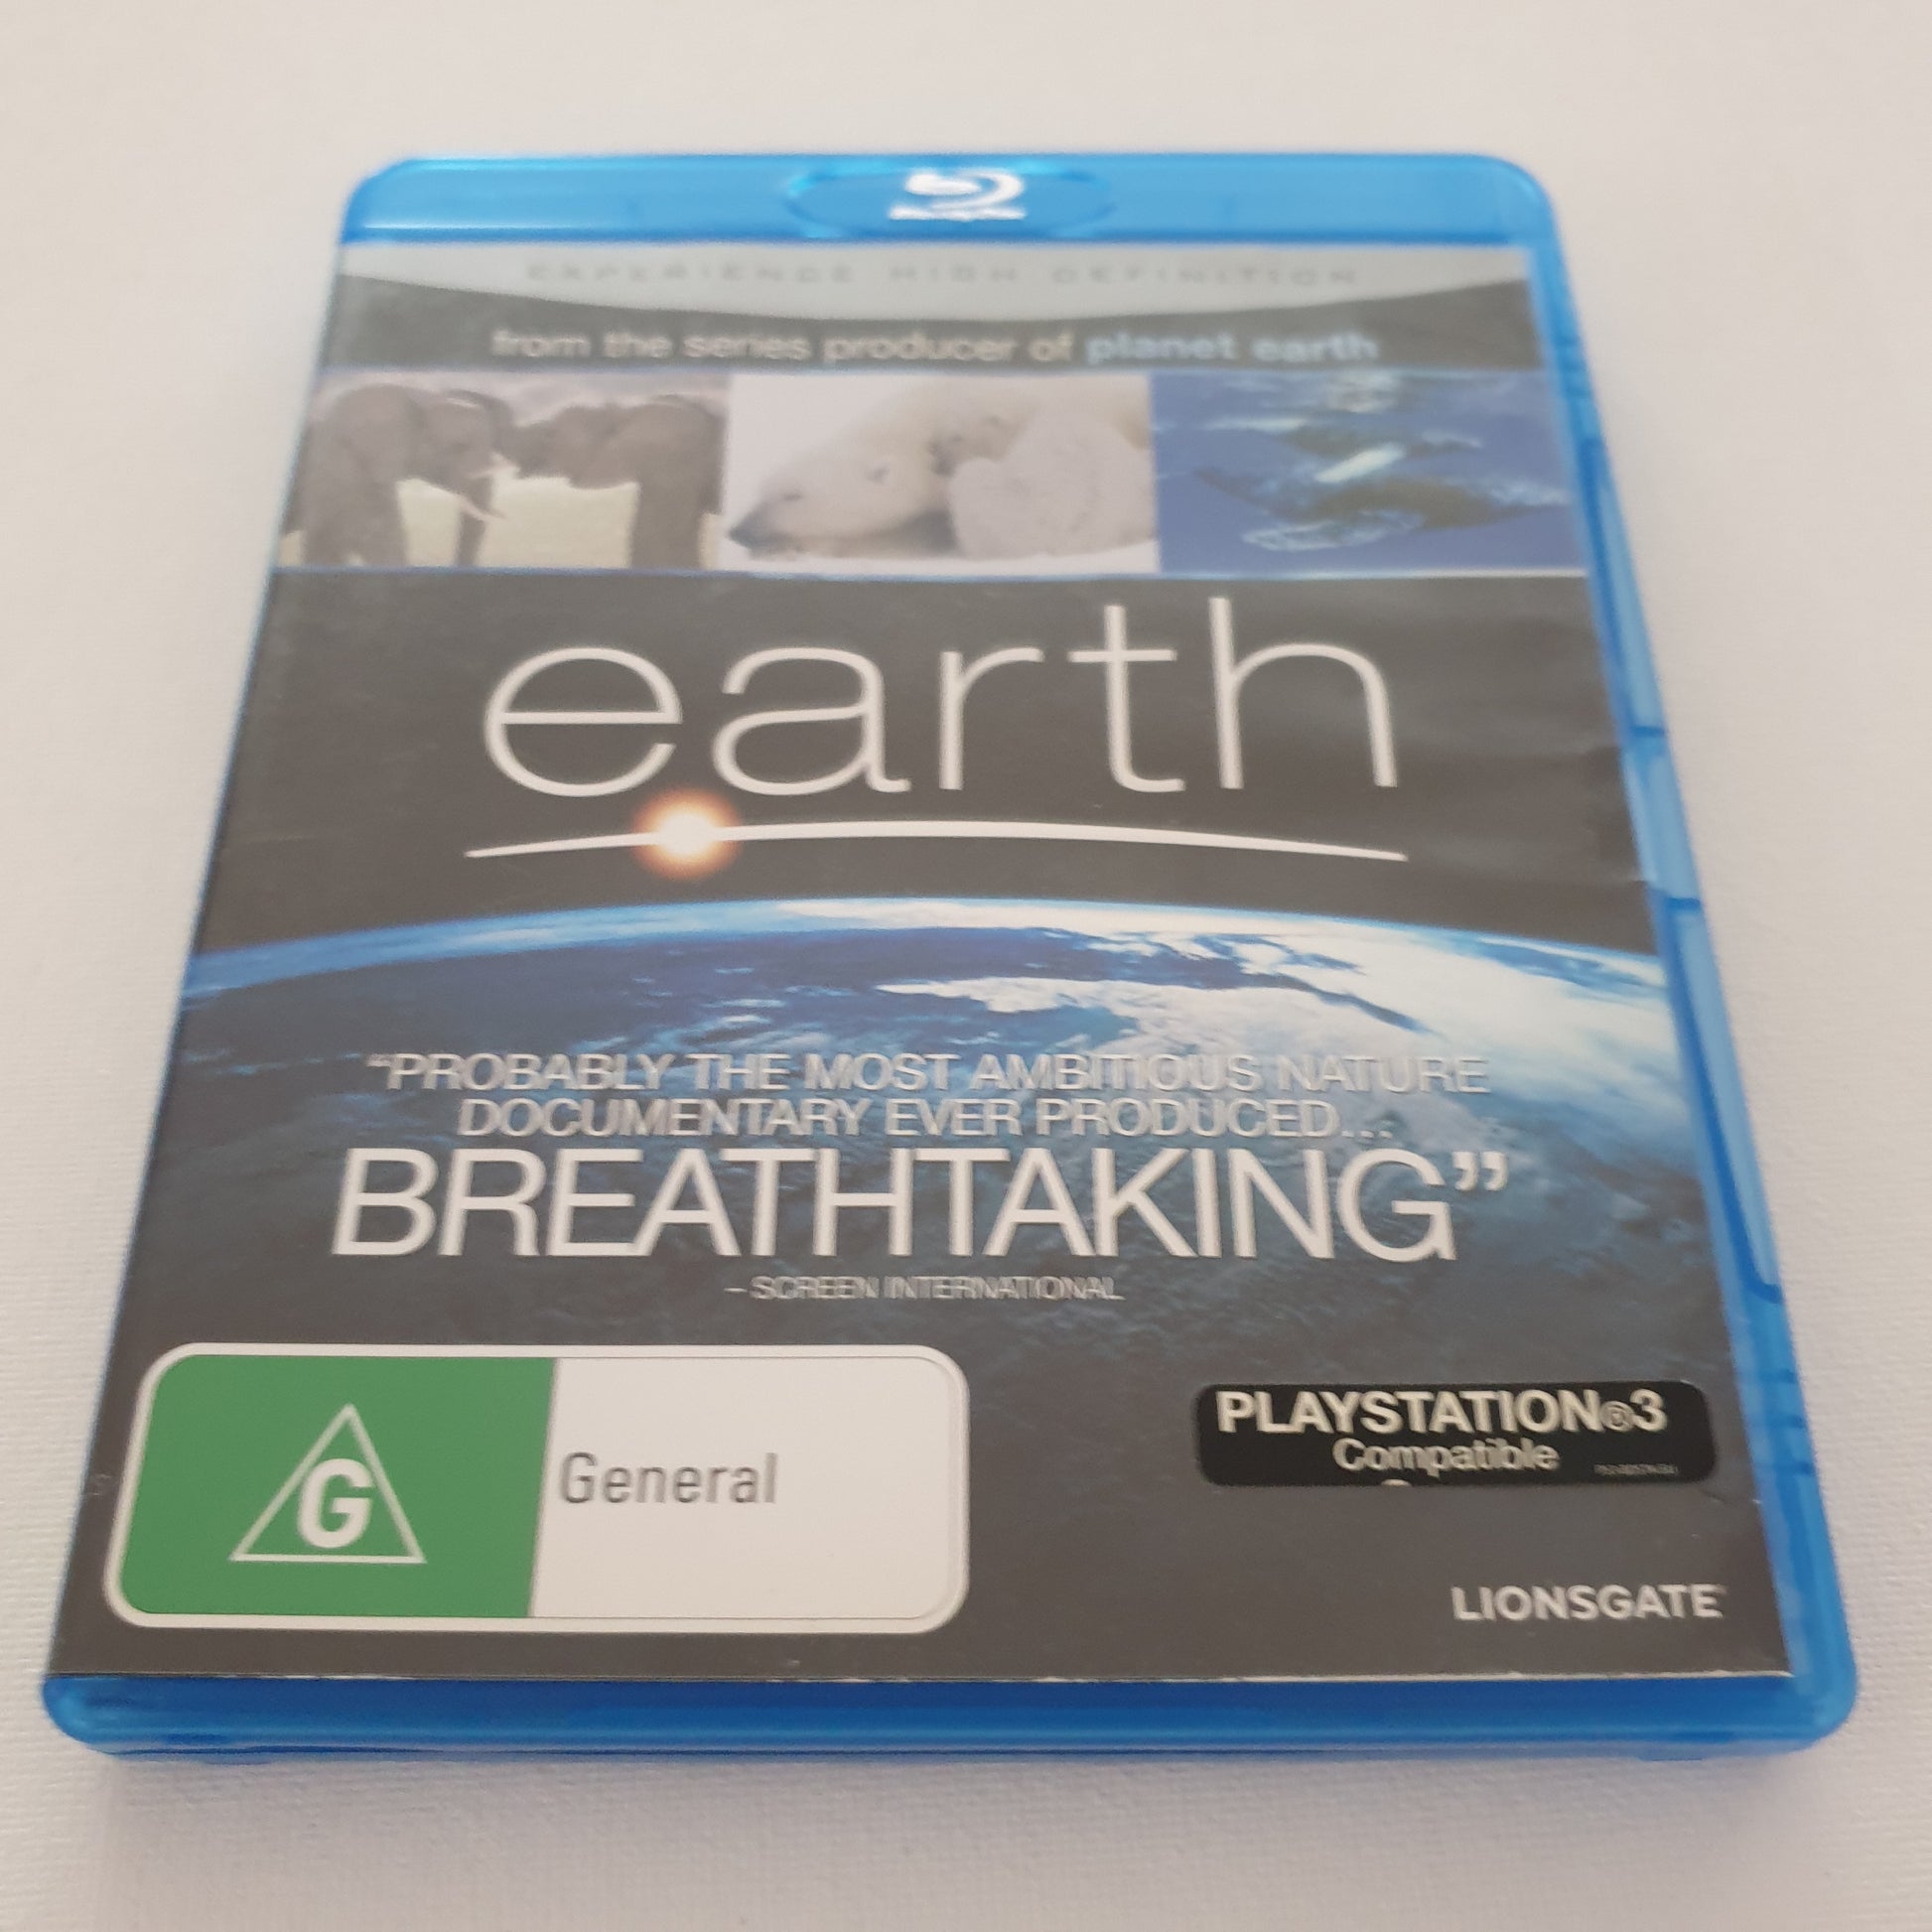 EXPERIENCE HIGH DEFINITION
from the series producer of planet earth
earth
“PROBABLY THE MOST AMBITIOUS NATURE
DOCUMENTARY EVER PRODUCED...
BREATHTAKING”
– SCREEN INTERNATIONAL
G
General
PLAYSTATION®3
Compatible
LIONSGATE